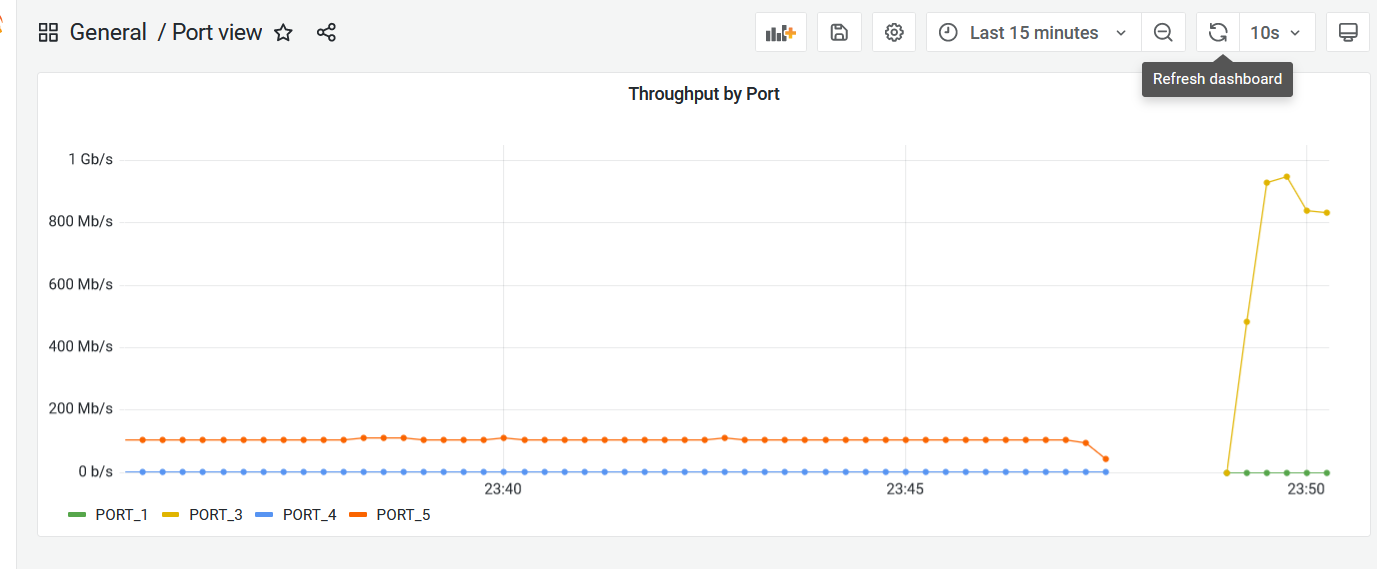 General / Port view
Last 15 minutes
10s
Refresh dashboard
Throughput by Port
1 Gb/s
800 Mb/s
600 Mb/s
400 Mb/s
200 Mb/s
0 b/s
23:40 23:45 23:50
PORT_1 PORT_3 PORT_4 PORT_5